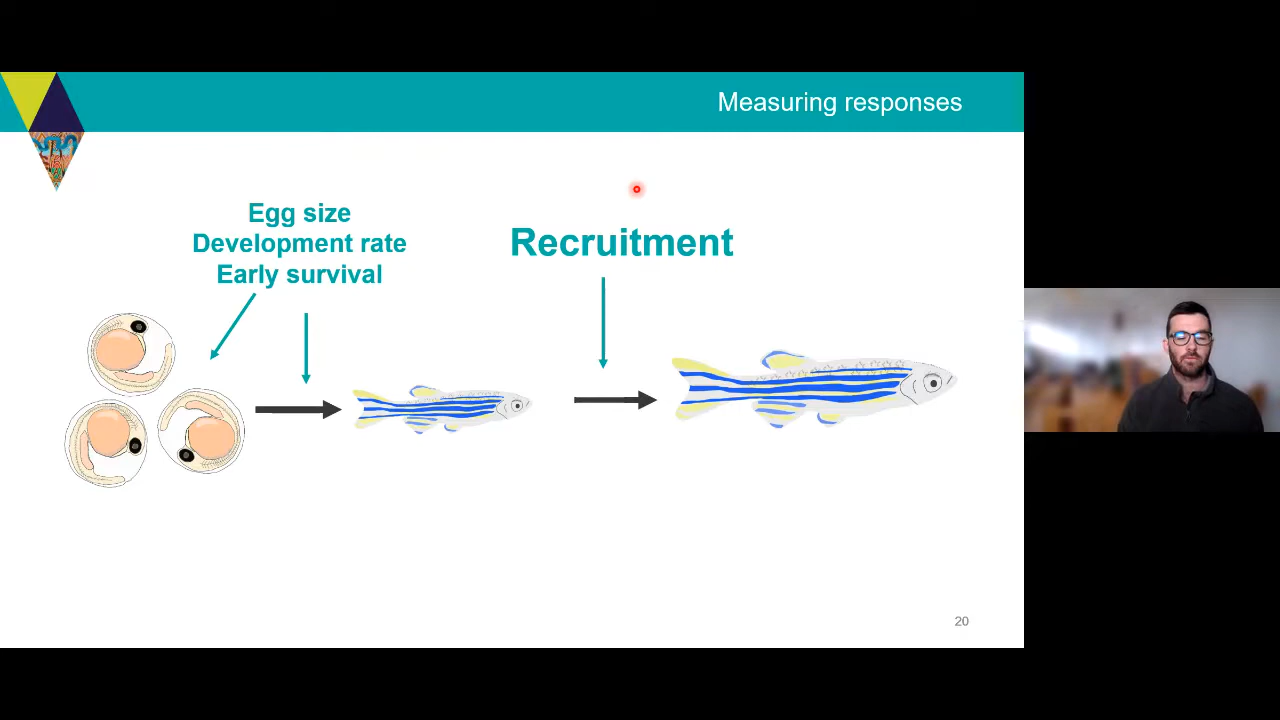 Measuring responses
Egg size
Development rate
Early survival
Recruitment
20